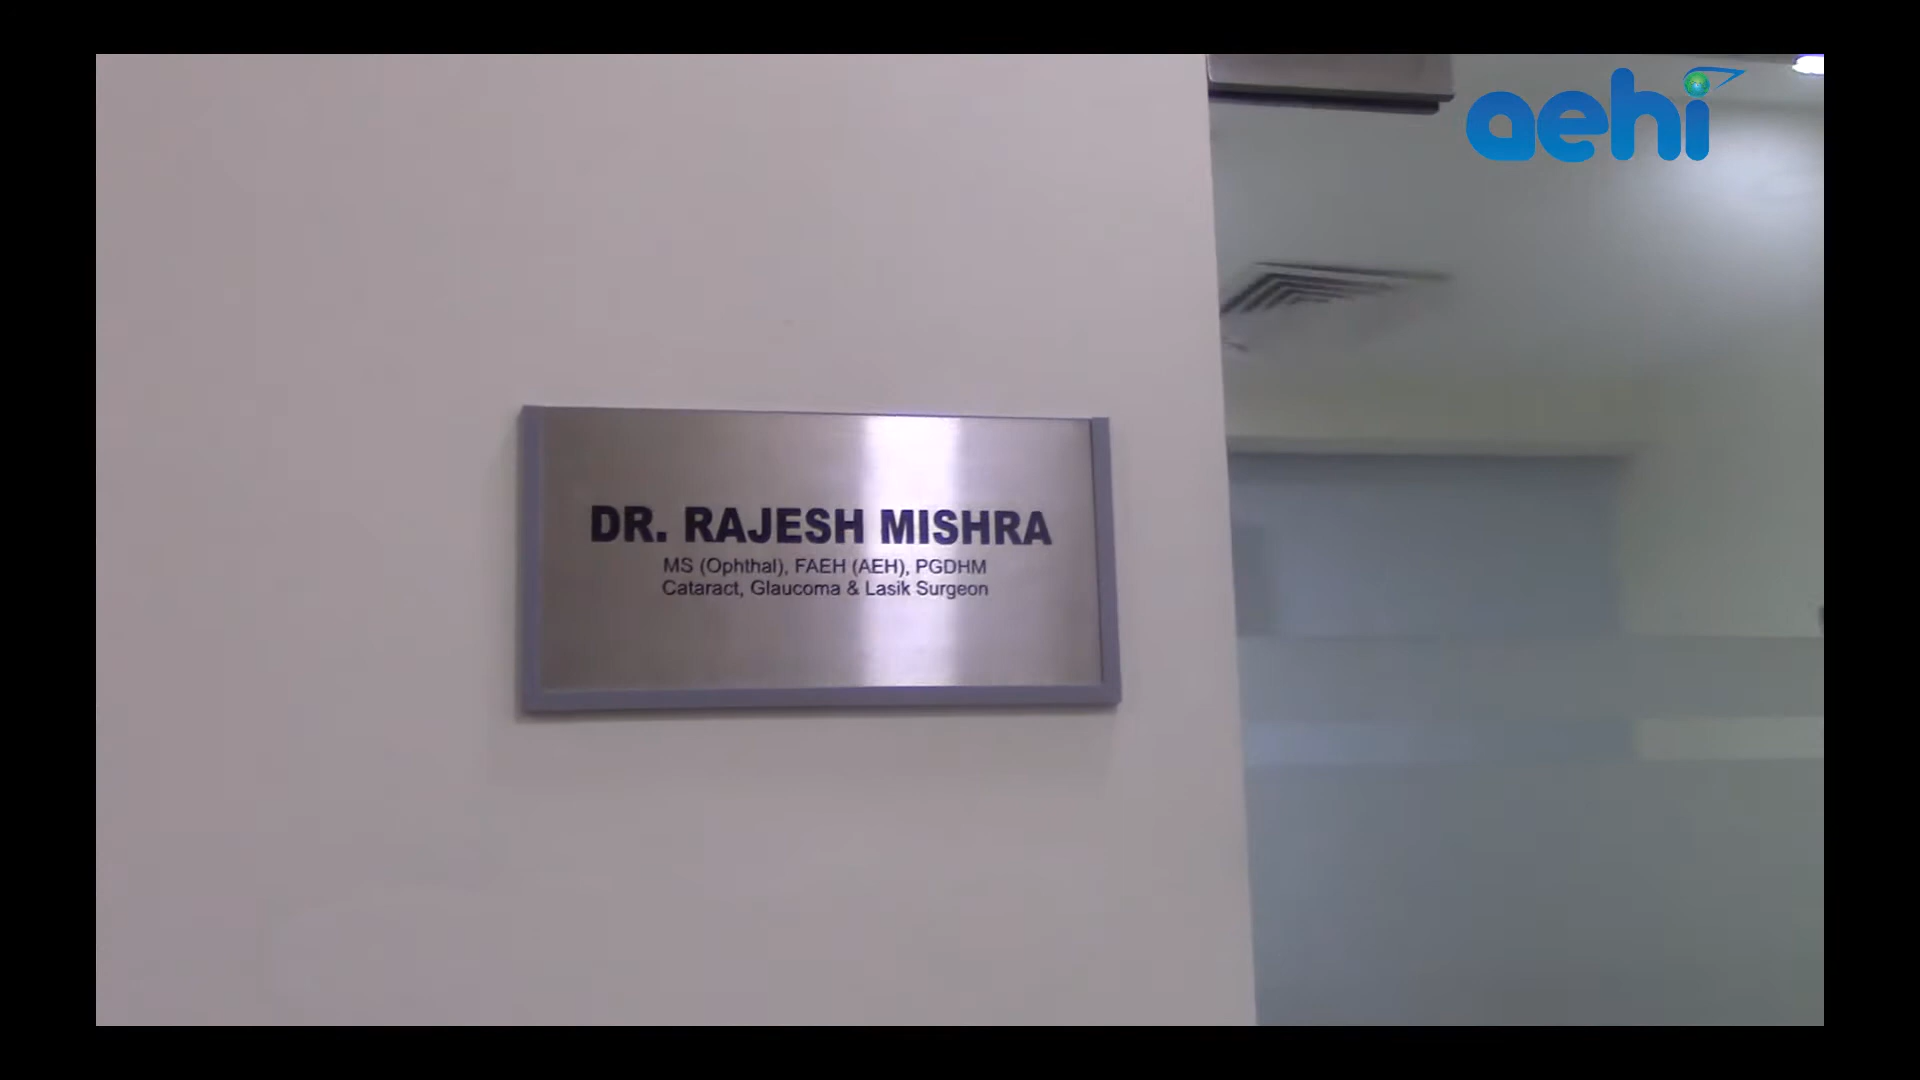 aehi
DR. RAJESH MISHRA
MS (Ophthal), FAEH (AEH), PGDHM
Cataract, Glaucoma & Lasik Surgeon